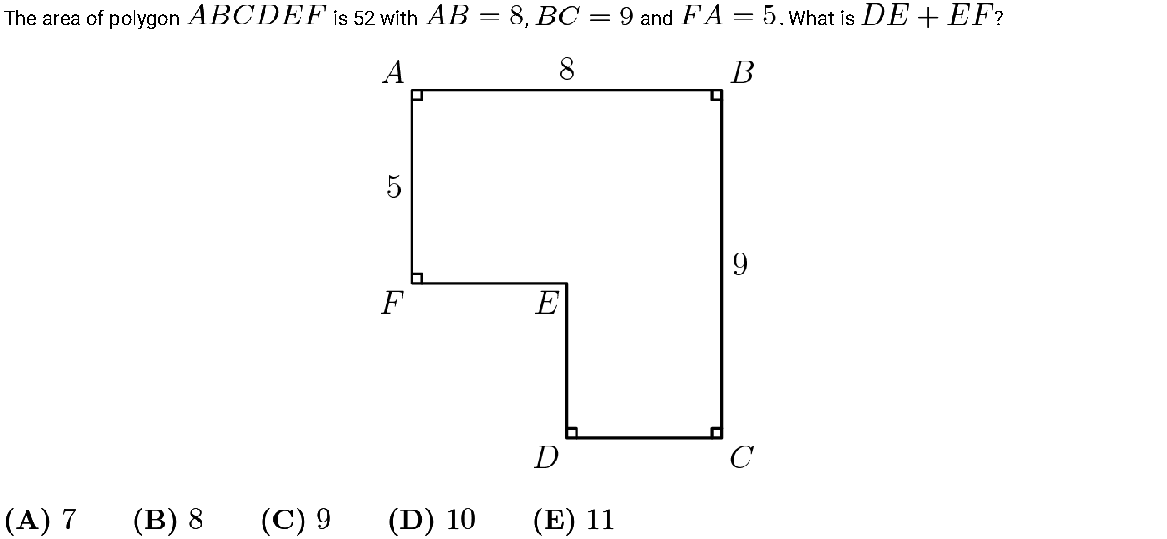 The area of polygon ABCDEF is 52 with AB = 8, BC = 9 and FA = 5. What is DE + EF?
A 8 B
5
9
F E
D C
(A) 7 (B) 8 (C) 9 (D) 10 (E) 11